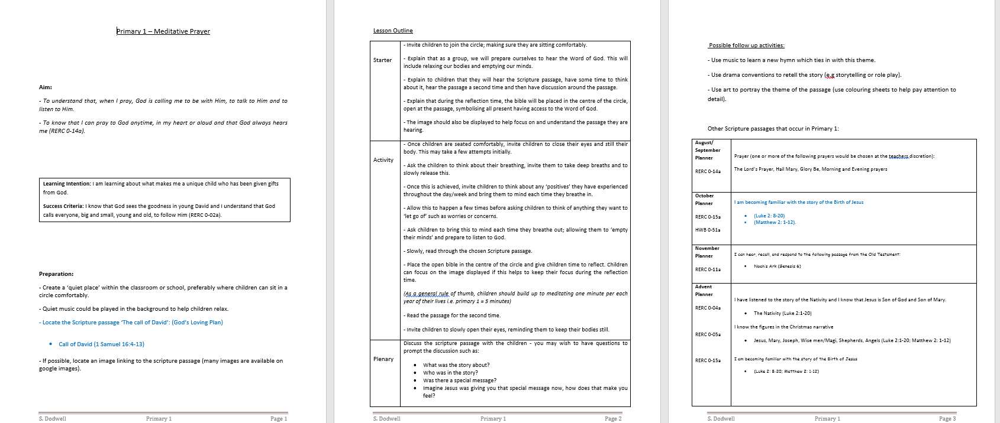 Primary 1 – Meditative Prayer
Aim:
- To understand that, when I pray, God is calling me to be with Him, to talk to Him and to
listen to Him.
- To know that I can pray to God anytime, in my heart or aloud and that God always hears
me (RERC 0-14a).
Learning Intention: I am learning about what makes me a unique child who has been given gifts
from God.
Success Criteria: I know that God sees the goodness in young David and I understand that God
calls everyone, big and small, young and old, to follow Him (RERC 0-02a).
Preparation:
- Create a ‘quiet place’ within the classroom or school, preferably where children can sit in a
circle comfortably.
- Quiet music could be played in the background to help children relax.
- Locate the Scripture passage ‘The call of David’: (God’s Loving Plan)
• Call of David (1 Samuel 16:4-13)
- If possible, locate an image linking to the scripture passage (many images are available on
google images).
S. Dodwell Primary 1 Page 1
Lesson Outline
Starter
- Invite children to join the circle; making sure they are sitting comfortably.
- Explain that as a group, we will prepare ourselves to hear the Word of God. This will
include relaxing our bodies and emptying our minds.
- Explain to children that they will hear the Scripture passage, have some time to think
about it, hear the passage a second time and then have discussion around the passage.
- Explain that during the reflection time, the bible will be placed in the centre of the circle,
open at the passage, symbolising all present having access to the Word of God.
- The image should also be displayed to help focus on and understand the passage they are
hearing.
Activity
- Once children are seated comfortably, invite children to close their eyes and still their
body. This may take a few attempts initially.
- Ask the children to think about their breathing, invite them to take deep breaths and to
slowly release this.
- Once this is achieved, invite children to think about any ‘positives’ they have experienced
throughout the day/week and bring them to mind each time they breathe in.
- Allow this to happen a few times before asking children to think of anything they want to
‘let go of’ such as worries or concerns.
- Ask children to bring this to mind each time they breathe out; allowing them to ‘empty
their minds’ and prepare to listen to God.
- Slowly, read through the chosen Scripture passage.
- Place the open bible in the centre of the circle and give children time to reflect. Children
can focus on the image displayed if this helps to keep their focus during the reflection
time.
(As a general rule of thumb, children should build up to meditating one minute per each
year of their lives i.e. primary 1 = 5 minutes)
- Read the passage for the second time.
- Invite children to slowly open their eyes, reminding them to keep their bodies still.
Plenary
Discuss the scripture passage with the children - you may wish to have questions to
prompt the discussion such as:
• What was the story about?
• Who was in the story?
• Was there a special message?
• Imagine Jesus was giving you that special message now, how does that make you
feel?
S. Dodwell Primary 1 Page 2
Possible follow up activities:
- Use music to learn a new hymn which ties in with this theme.
- Use drama conventions to retell the story (e.g storytelling or role play).
- Use art to portray the theme of the passage (use colouring sheets to help pay attention to
detail).
Other Scripture passages that occur in Primary 1:
August/
September
Planner
RERC 0-14a
Prayer (one or more of the following prayers would be chosen at the teachers discretion):
The Lord’s Prayer, Hail Mary, Glory Be, Morning and Evening prayers
October
Planner
RERC 0-15a
HWB 0-51a
I am becoming familiar with the story of the Birth of Jesus
• (Luke 2: 8-20)
• (Matthew 2: 1-12).
November
Planner
RERC 0-11a
I can hear, recall, and respond to the following passage from the Old Testament:
• Noah’s Ark (Genesis 6)
Advent
Planner
RERC 0-04a
I have listened to the story of the Nativity and I know that Jesus is Son of God and Son of Mary.
• The Nativity (Luke 2:1-20)
I know the figures in the Christmas narrative
RERC 0-05a
• Jesus, Mary, Joseph, Wise men/Magi, Shepherds, Angels (Luke 2:1-20; Matthew 2: 1-12)
RERC 0-15a
I am becoming familiar with the story of the Birth of Jesus
• (Luke 2: 8-20; Matthew 2: 1-12)
S. Dodwell Primary 1 Page 3